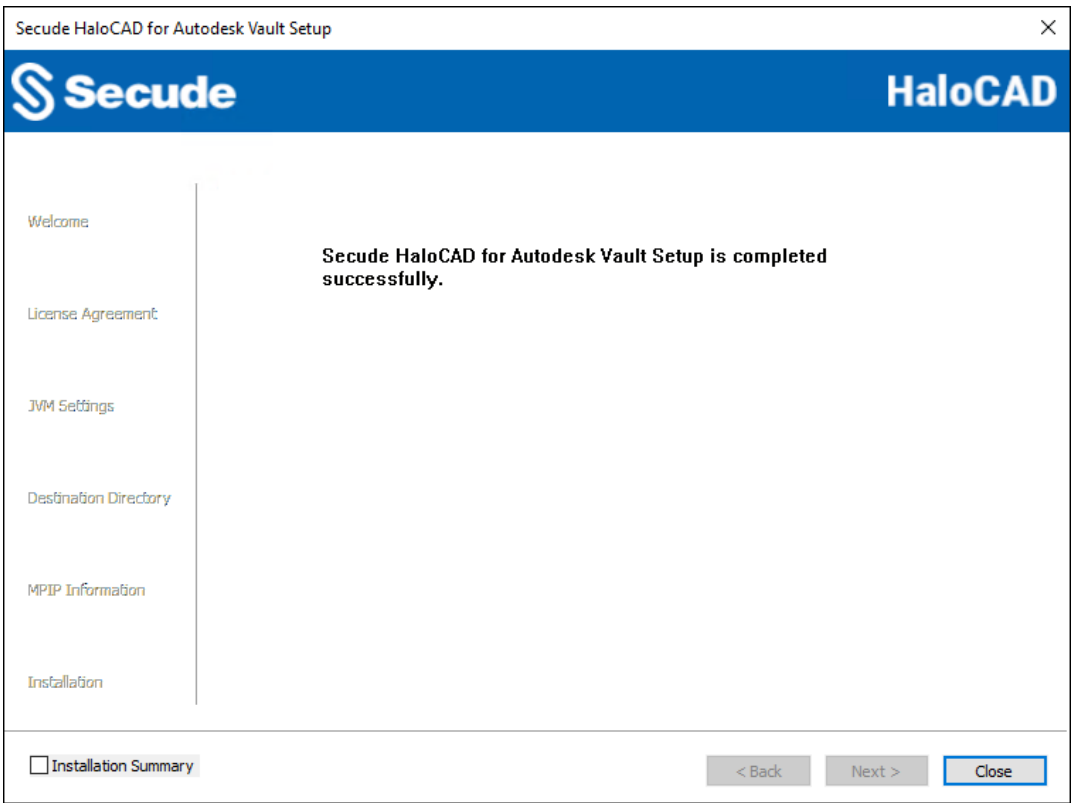 Secude HaloCAD for Autodesk Vault Setup
Secude
HaloCAD
Welcome
License Agreement
JVM Settings
Destination Directory
MPIP Information
Installation
Secude HaloCAD for Autodesk Vault Setup is completed
successfully.
Installation Summary
< Back
Next >
Close